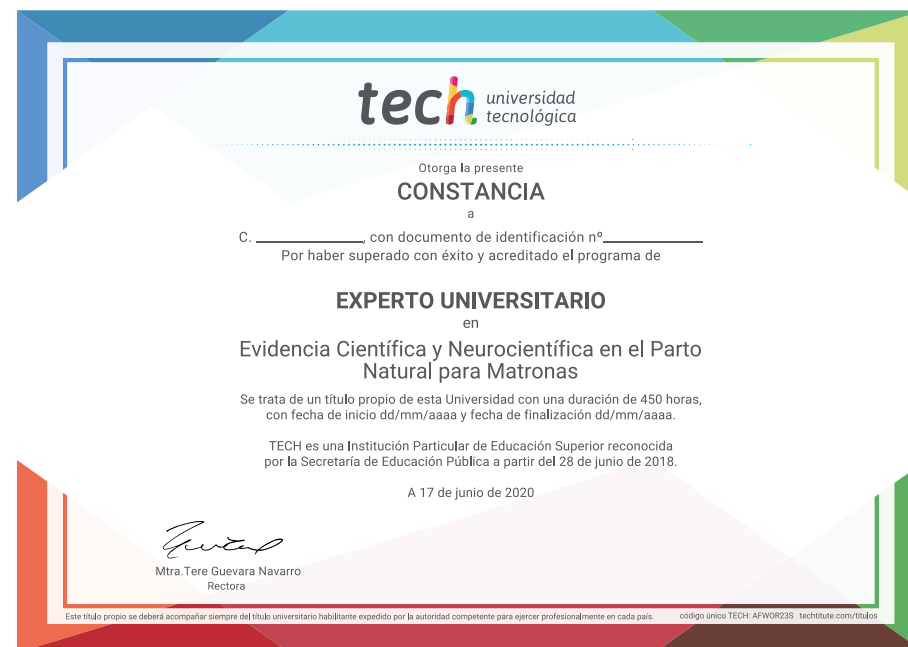 tech universidad
tecnológica
Otorga la presente
CONSTANCIA
a
C. ______________, con documento de identificación nº_____________
Por haber superado con éxito y acreditado el programa de
EXPERTO UNIVERSITARIO
en
Evidencia Científica y Neurocientífica en el Parto
Natural para Matronas
Se trata de un título propio de esta Universidad con una duración de 450 horas,
con fecha de inicio dd/mm/aaaa y fecha de finalización dd/mm/aaaa.
TECH es una Institución Particular de Educación Superior reconocida
por la Secretaría de Educación Pública a partir del 28 de junio de 2018.
A 17 de junio de 2020
Mtra.Tere Guevara Navarro
Rectora
Este título propio se deberá acompañar siempre del título universitario habilitante expedido por la autoridad competente para ejercer profesionalmente en cada país. código único TECH: AFWOR23S techtitute.com/titulos